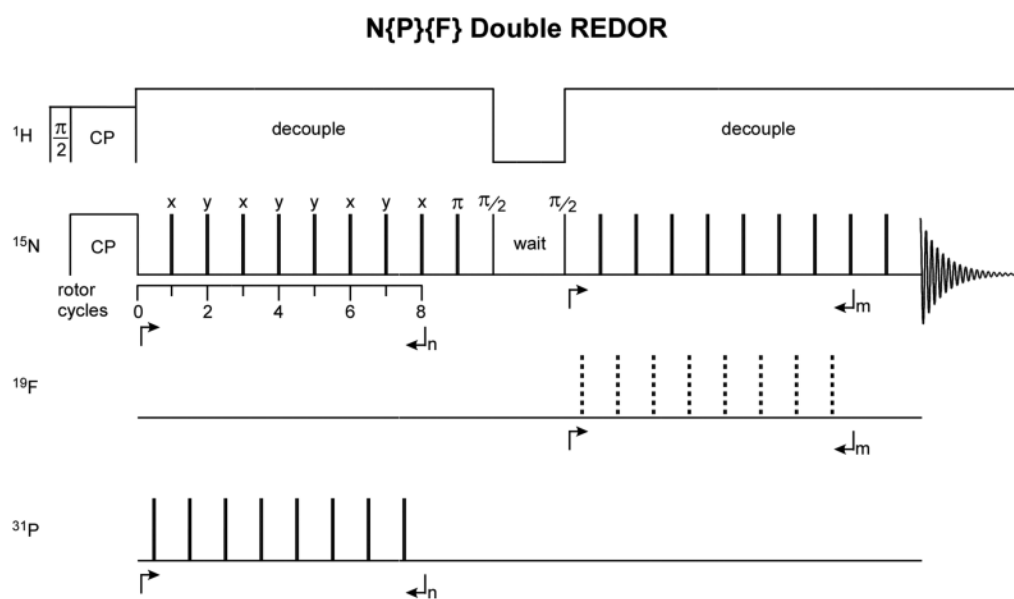 N{P}{F} Double REDOR
¹H
π/2
CP
decouple
decouple
x y x y y x y x π π/2 π/2
¹⁵N
CP
wait
rotor
cycles
0 2 4 6 8
n
m
¹⁹F
m
³¹P
n